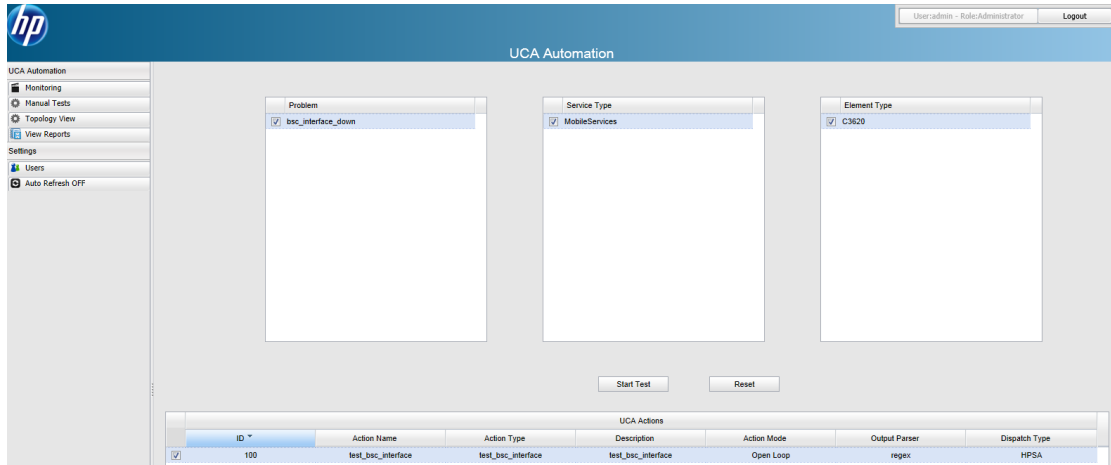 hp
User:admin - Role:Administrator Logout
UCA Automation
UCA Automation
Monitoring
Manual Tests
Topology View
View Reports
Settings
Users
Auto Refresh OFF
Problem
bsc_interface_down
Service Type
MobileServices
Element Type
C3620
Start Test Reset
UCA Actions
ID Action Name Action Type Description Action Mode Output Parser Dispatch Type
100 test_bsc_interface test_bsc_interface test_bsc_interface Open Loop regex HPSA